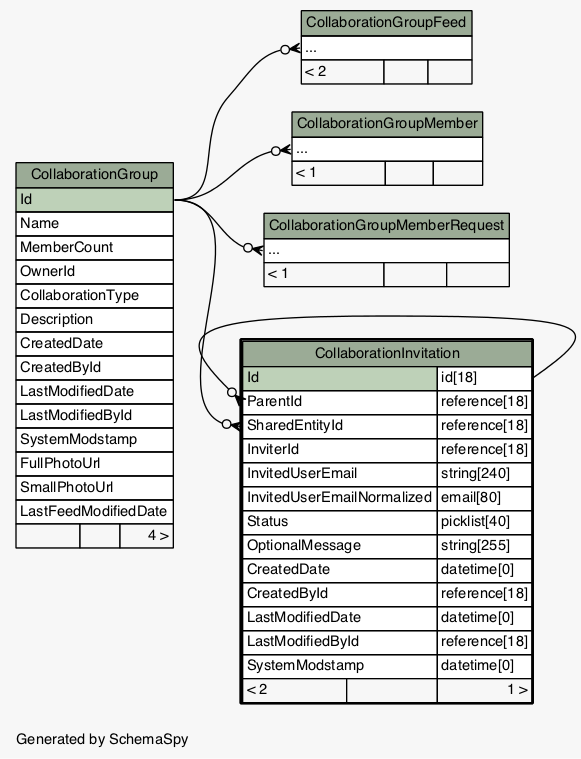 CollaborationGroupFeed
...
< 2
CollaborationGroupMember
...
< 1
CollaborationGroup
Id
Name
MemberCount
OwnerId
CollaborationType
Description
CreatedDate
CreatedById
LastModifiedDate
LastModifiedById
SystemModstamp
FullPhotoUrl
SmallPhotoUrl
LastFeedModifiedDate
4 >
CollaborationGroupMemberRequest
...
< 1
CollaborationInvitation
Id id[18]
ParentId reference[18]
SharedEntityId reference[18]
InviterId reference[18]
InvitedUserEmail string[240]
InvitedUserEmailNormalized email[80]
Status picklist[40]
OptionalMessage string[255]
CreatedDate datetime[0]
CreatedById reference[18]
LastModifiedDate datetime[0]
LastModifiedById reference[18]
SystemModstamp datetime[0]
< 2 1 >
Generated by SchemaSpy